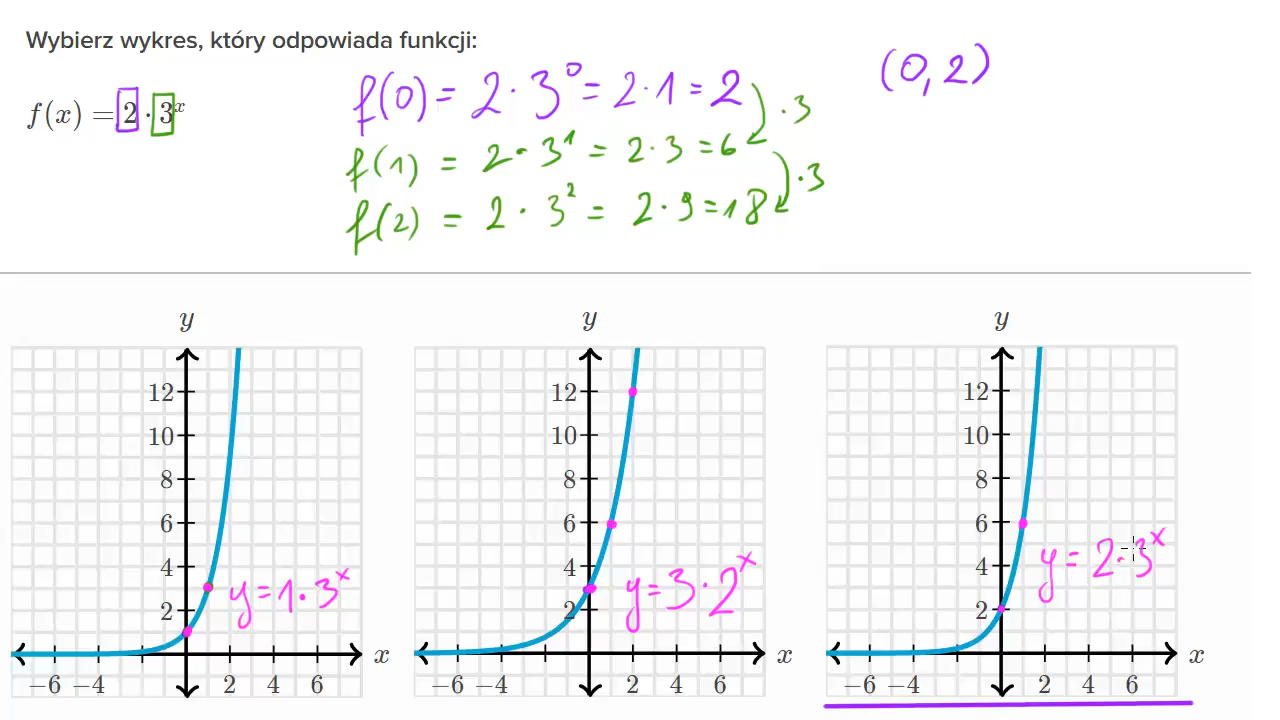 Wybierz wykres, który odpowiada funkcji:
f(x) = 2 · 3^x
f(0) = 2 · 3^0 = 2 · 1 = 2
· 3
(0, 2)
f(1) = 2 · 3^1 = 2 · 3 = 6
· 3
f(2) = 2 · 3^2 = 2 · 9 = 18
y
12
10
8
6
4
2
−6 −4 2 4 6
x
y = 1 · 3^x
y
12
10
8
6
4
2
−6 −4 2 4 6
x
y = 3 · 2^x
y
12
10
8
6
4
2
−6 −4 2 4 6
x
y = 2 · 3^x